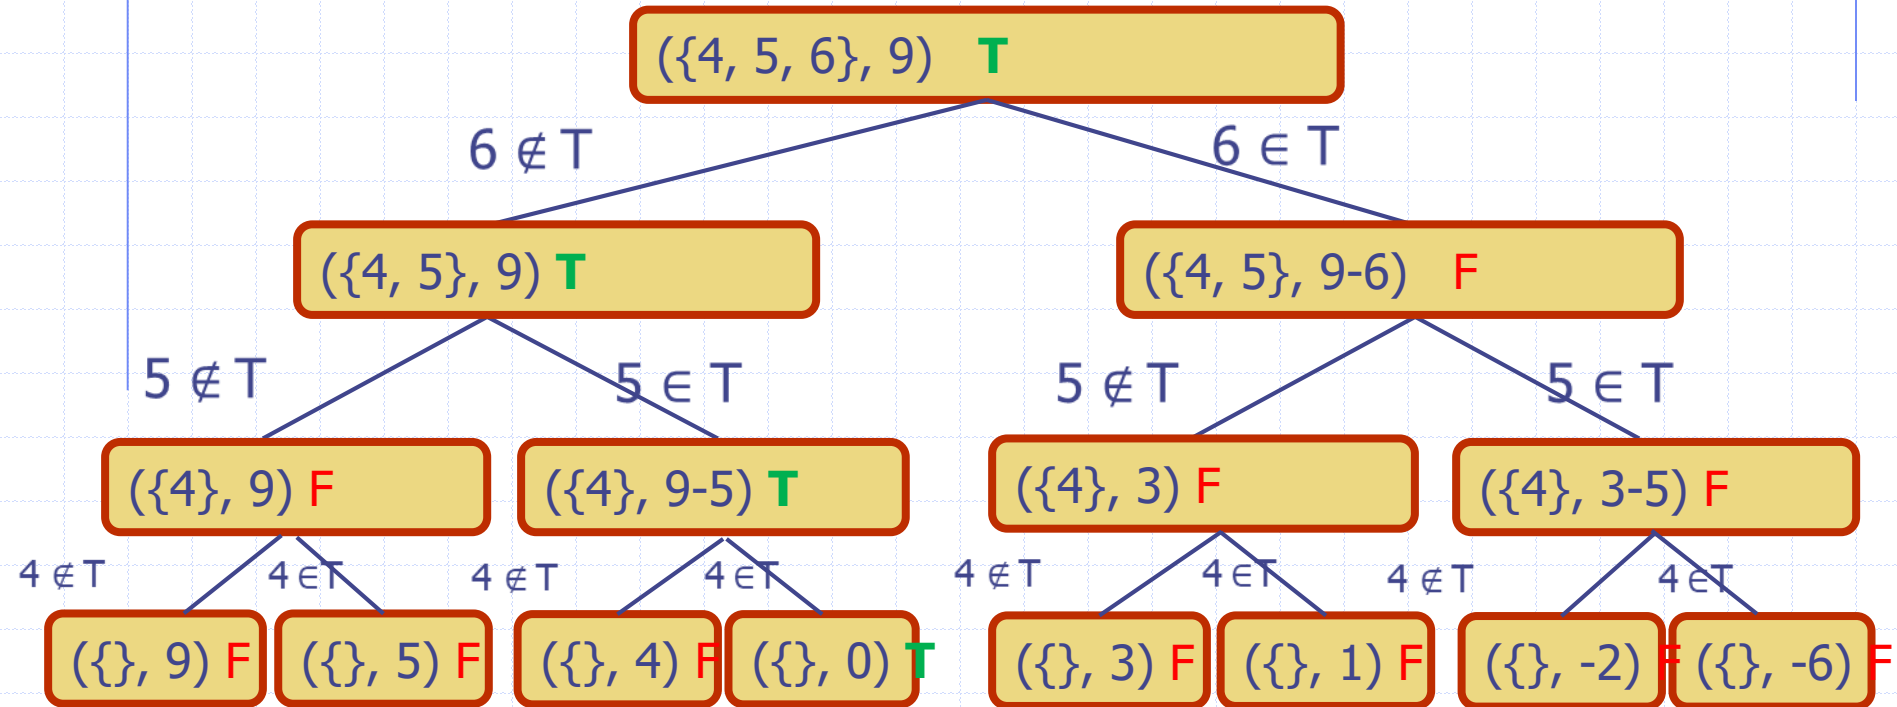 ({4, 5, 6}, 9) T
6 ∉ T
6 ∈ T
({4, 5}, 9) T
({4, 5}, 9-6) F
5 ∉ T
5 ∈ T
5 ∉ T
5 ∈ T
({4}, 9) F
({4}, 9-5) T
({4}, 3) F
({4}, 3-5) F
4 ∉ T
4 ∈T
4 ∉ T
4 ∈T
4 ∉ T
4 ∈T
4 ∉ T
4 ∈T
({}, 9) F
({}, 5) F
({}, 4) F
({}, 0) T
({}, 3) F
({}, 1) F
({}, -2) F
({}, -6) F